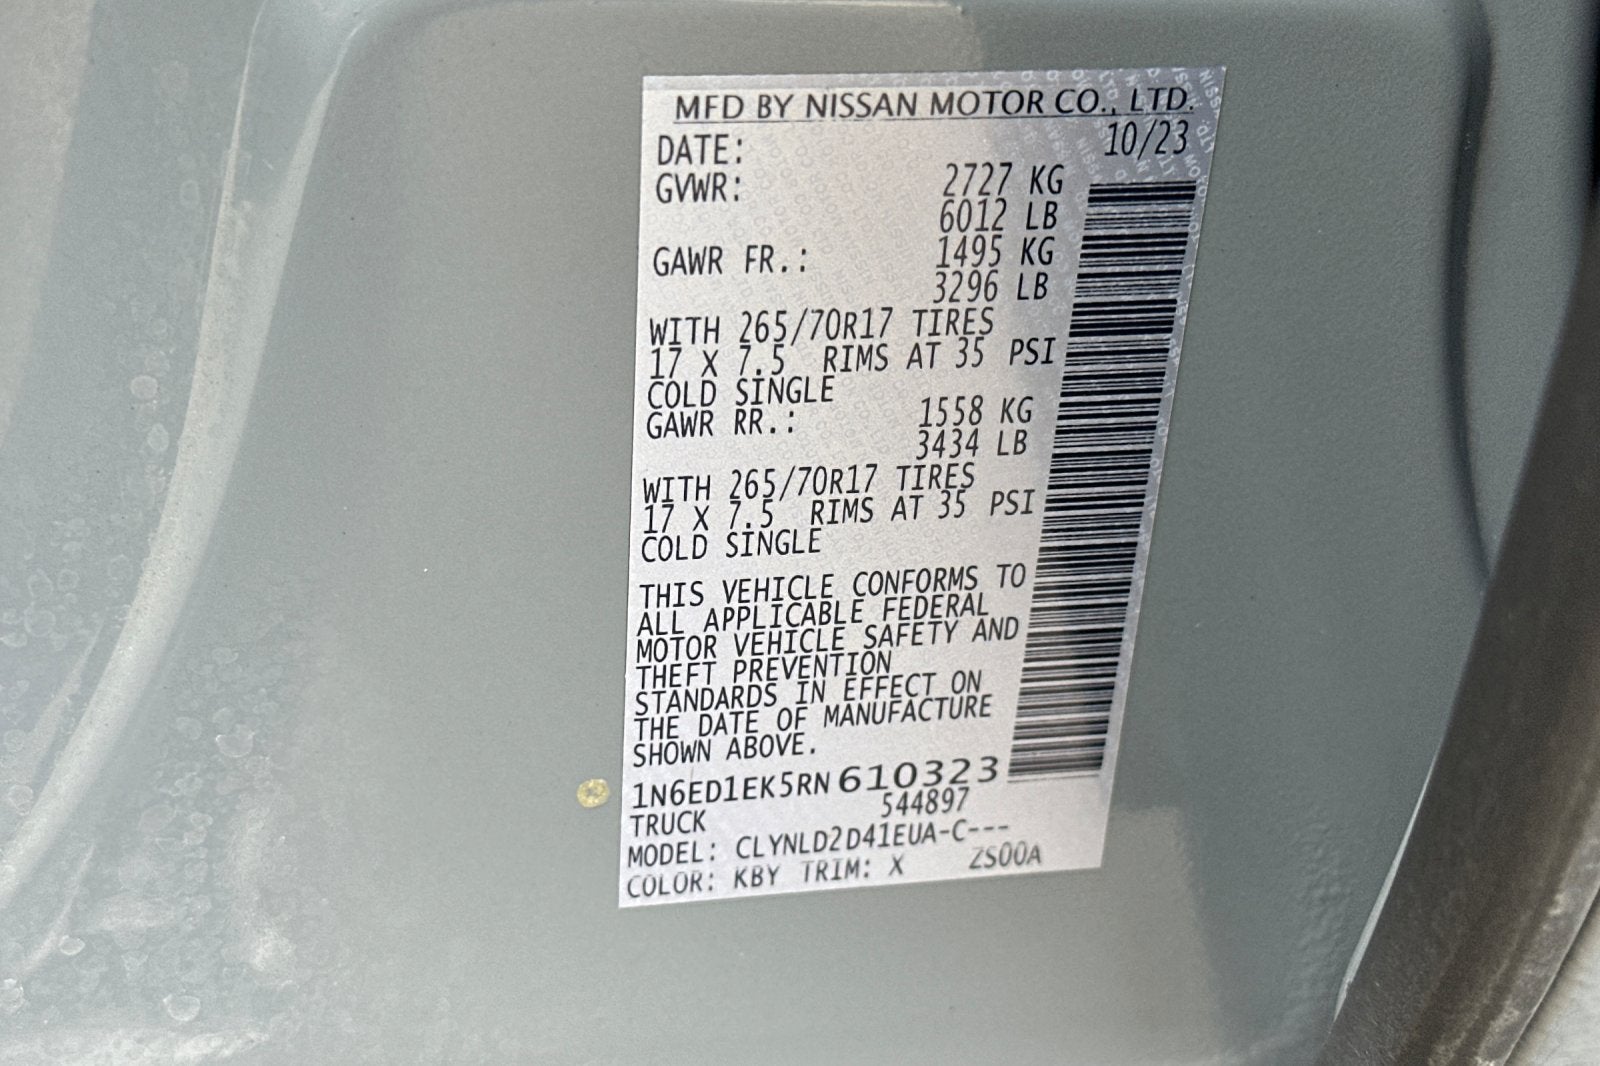 MFD BY NISSAN MOTOR CO., LTD.
DATE: 10/23
GVWR: 2727 KG
6012 LB
GAWR FR.: 1495 KG
3296 LB
WITH 265/70R17 TIRES
17 X 7.5 RIMS AT 35 PSI
COLD SINGLE
GAWR RR.: 1558 KG
3434 LB
WITH 265/70R17 TIRES
17 X 7.5 RIMS AT 35 PSI
COLD SINGLE
THIS VEHICLE CONFORMS TO
ALL APPLICABLE FEDERAL
MOTOR VEHICLE SAFETY AND
THEFT PREVENTION
STANDARDS IN EFFECT ON
THE DATE OF MANUFACTURE
SHOWN ABOVE.
1N6ED1EK5RN610323
TRUCK 544897
MODEL: CLYNLD2D41EUA-C---
COLOR: KBY TRIM: X ZS00A